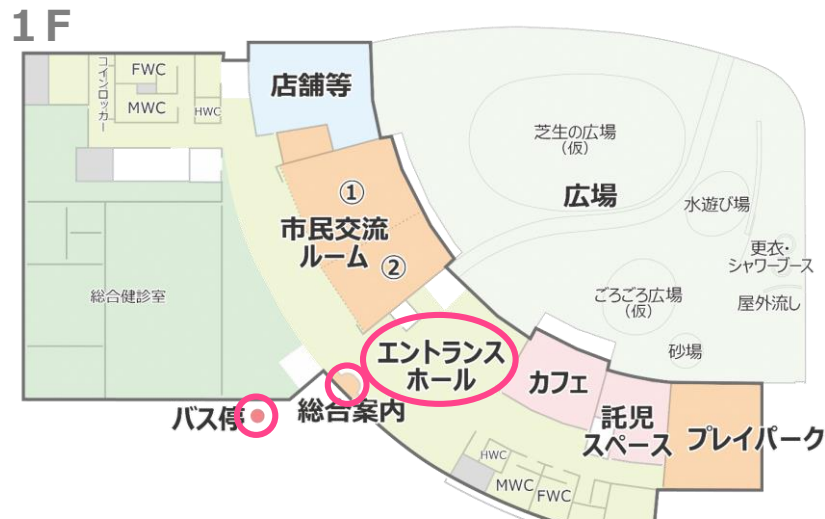 1F
コインロッカー
FWC
MWC
HWC
店舗等
①
市民交流
ルーム
②
総合健診室
芝生の広場
(仮)
広場
水遊び場
更衣・
シャワーブース
ごろごろ広場
(仮)
屋外流し
砂場
エントランス
ホール
カフェ
託児
スペース
プレイパーク
バス停
総合案内
HWC
MWC
FWC